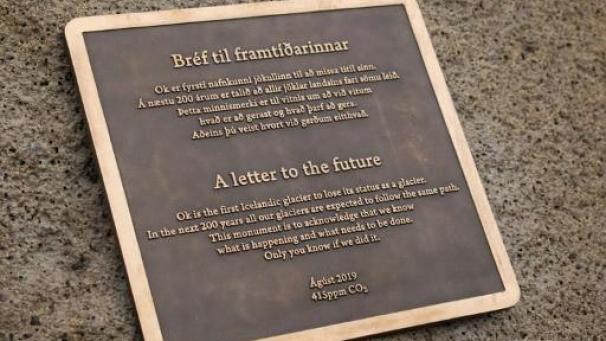 Bréf til framtíðarinnar
Ok er fyrsti nafnkunni jökullinn til að missa titil sinn.
Á næstu 200 árum er talið að allir jöklar landsins fari sömu leið.
Þetta minnismerki er til vitnis um að við vitum
hvað er að gerast og hvað þarf að gera.
Aðeins þú veist hvort við gerðum eitthvað.
A letter to the future
Ok is the first Icelandic glacier to lose its status as a glacier.
In the next 200 years all our glaciers are expected to follow the same path.
This monument is to acknowledge that we know
what is happening and what needs to be done.
Only you know if we did it.
Ágúst 2019
415ppm CO₂